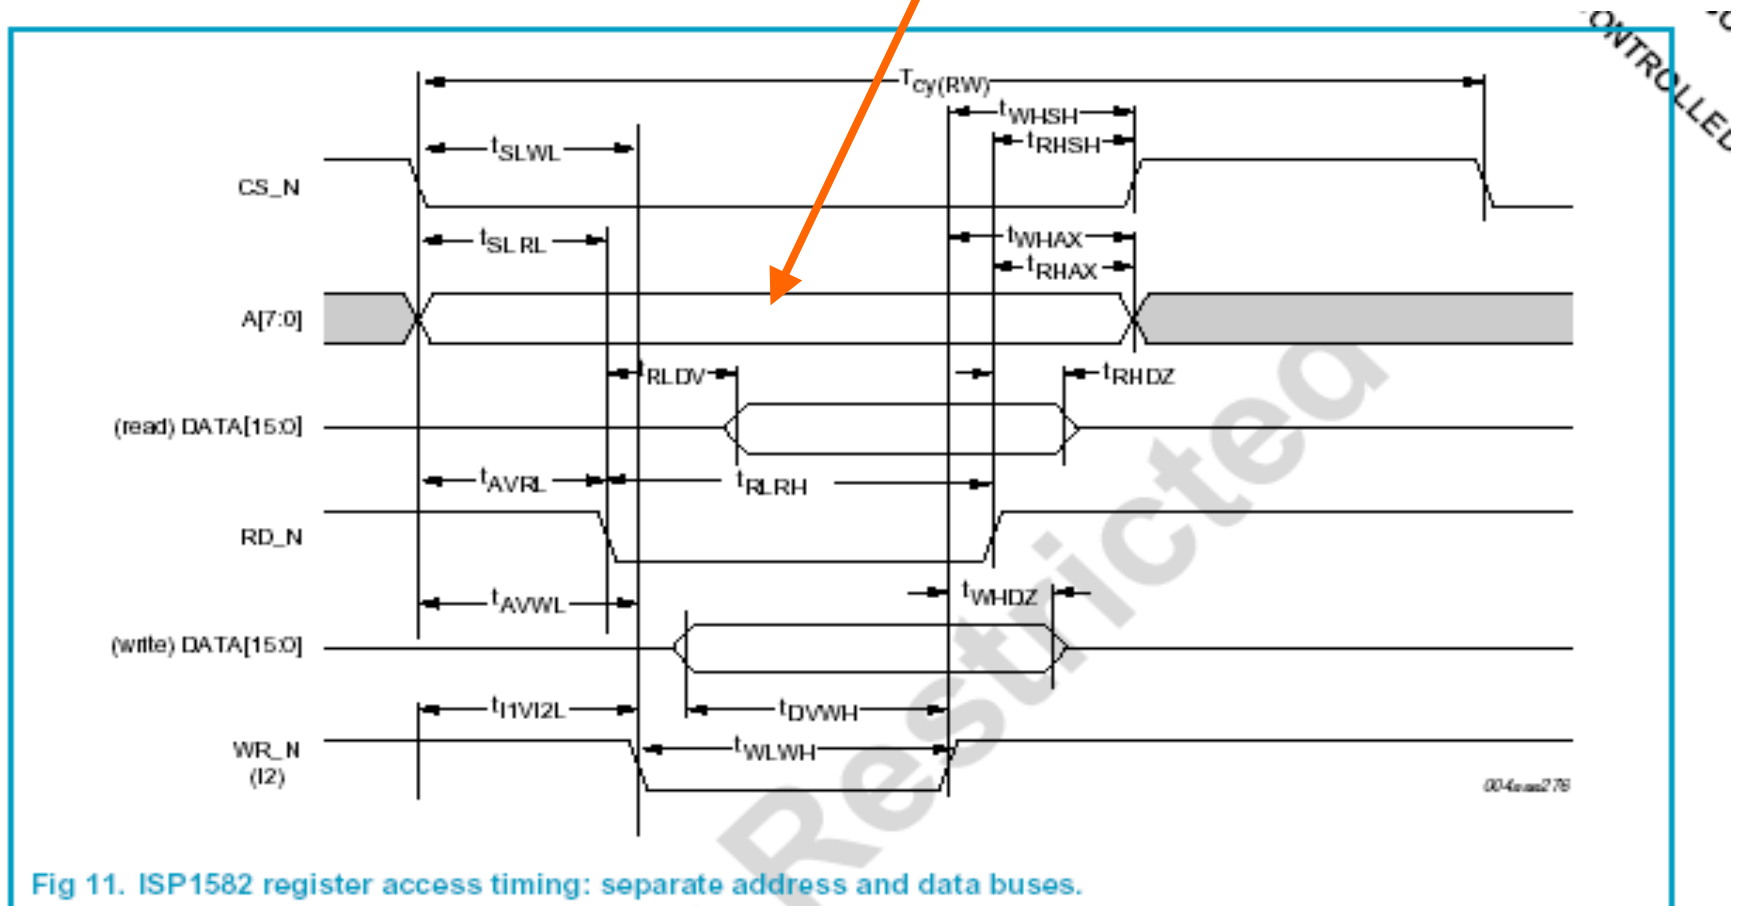 CONTROLLED
Tcy(RW)
tWHSH
tSLWL
tRHSH
CS_N
tSLRL
tWHAX
tRHAX
A[7:0]
tRLDV
tRHDZ
(read) DATA[15:0]
tAVRL
tRLRH
RD_N
tAVWL
tWHDZ
(write) DATA[15:0]
tI1VI2L
tDVWH
WR_N
(I2)
tWLWH
Restricted
Fig 11. ISP1582 register access timing: separate address and data buses.